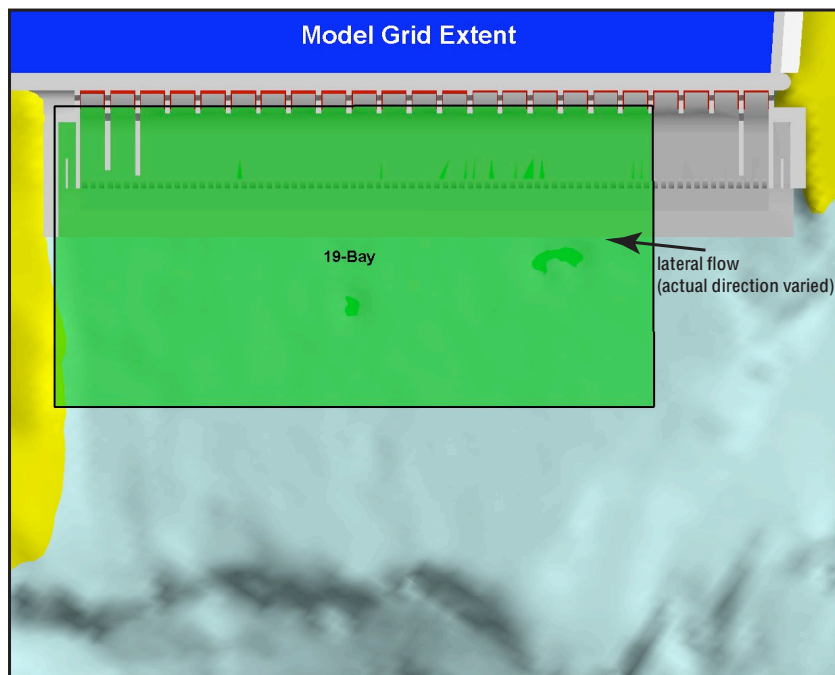 Model Grid Extent
19-Bay
lateral flow
(actual direction varied)